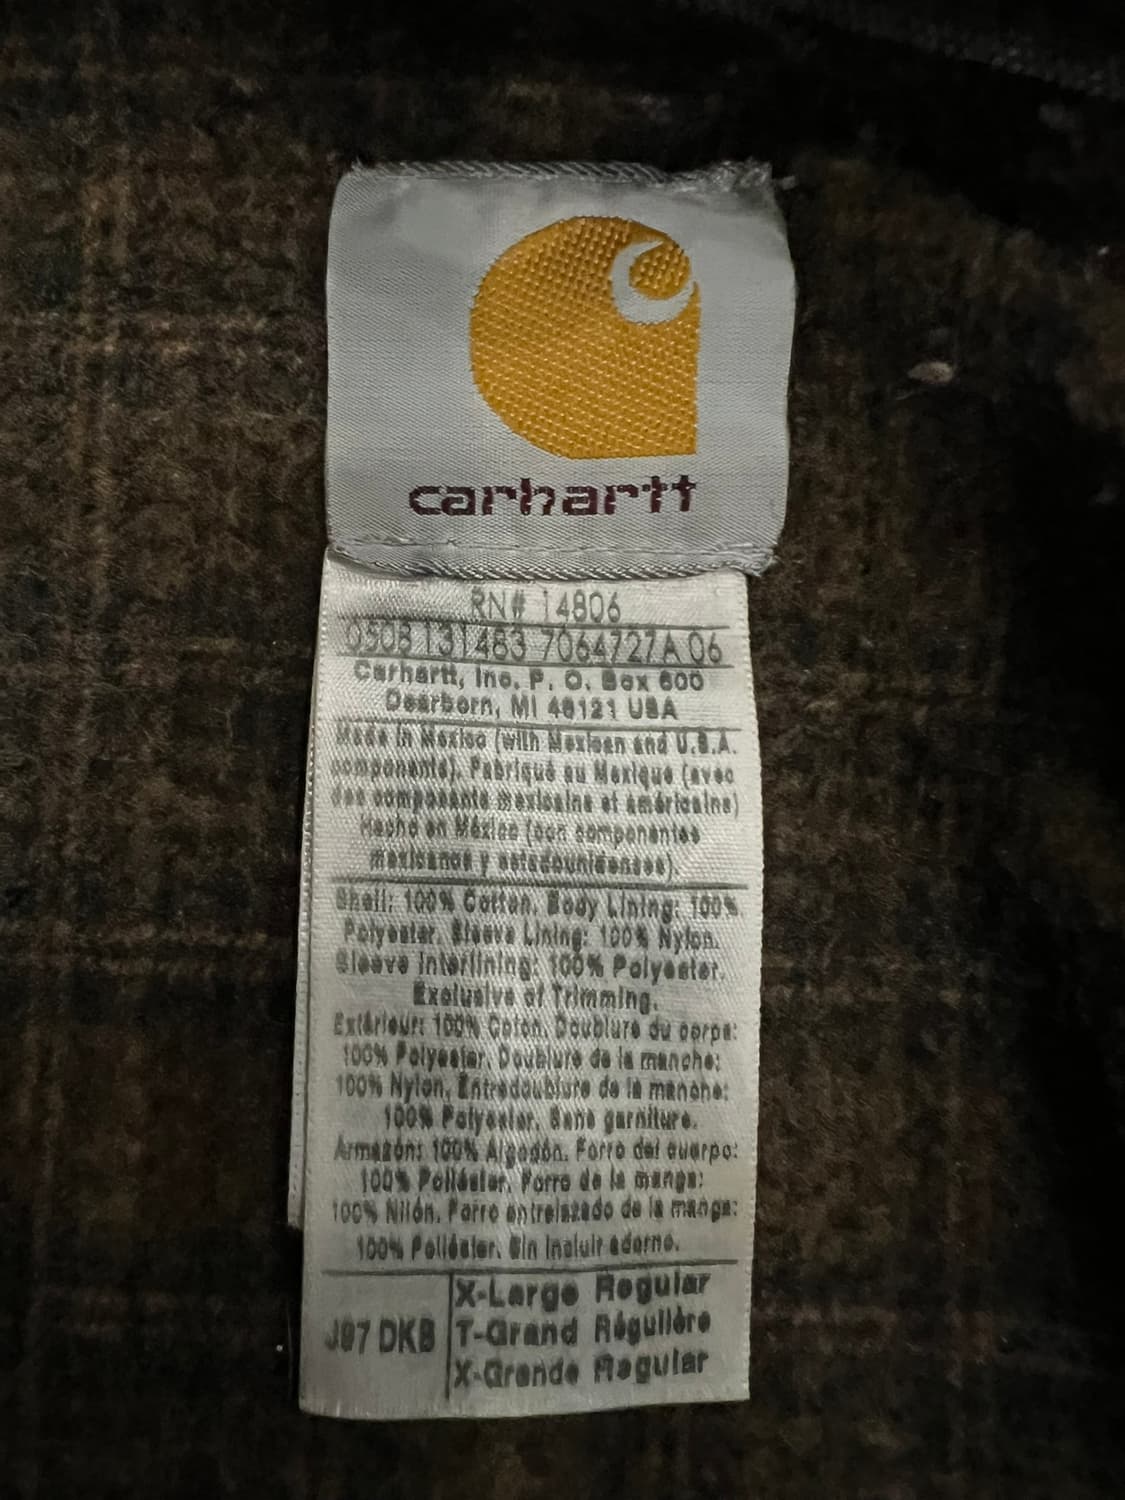 carhartt
RN# 14806
0508 131483 7064727A 06
Carhartt, Inc. P. O. Box 600
Dearborn, MI 48121 USA
Made in Mexico (with Mexican and U.S.A.
components). Fabriqué au Mexique (avec
des composants mexicains et américains)
Hecho en México (con componentes
mexicanos y estadounidenses).
Shell: 100% Cotton. Body Lining: 100%
Polyester. Sleeve Lining: 100% Nylon.
Sleeve Interlining: 100% Polyester.
Exclusive of Trimming.
Extérieur: 100% Coton. Doublure du corps:
100% Polyester. Doublure de la manche:
100% Nylon. Entredoublure de la manche:
100% Polyester. Sans garniture.
Armazón: 100% Algodón. Forro del cuerpo:
100% Poliéster. Forro de la manga:
100% Nilón. Forro entrelazado de la manga:
100% Poliéster. Sin incluir adorno.
J97 DKB
X-Large Regular
T-Grand Régulière
X-Grande Regular